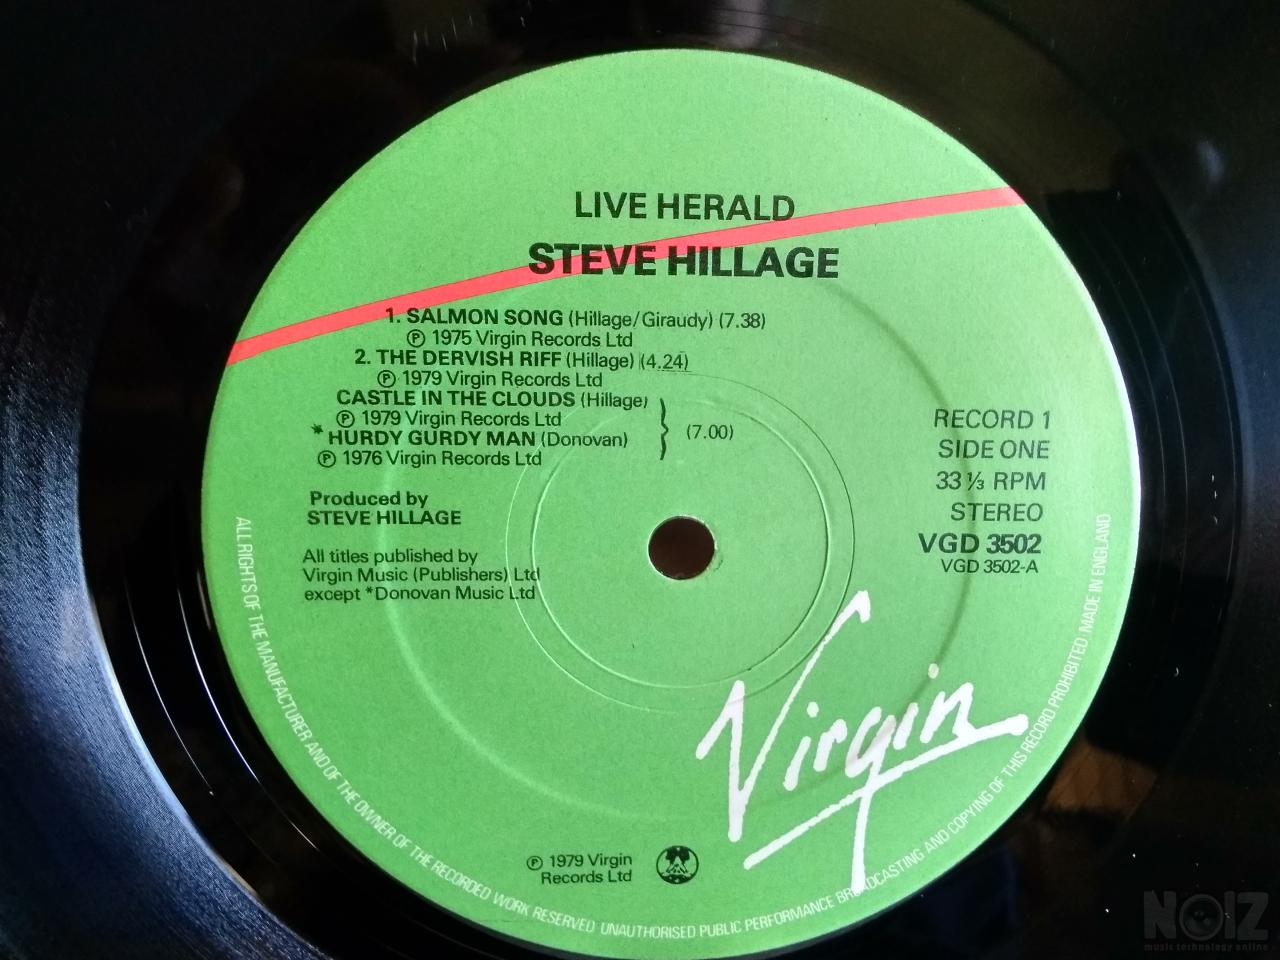 LIVE HERALD
STEVE HILLAGE
1. SALMON SONG (Hillage/Giraudy) (7.38)
Ⓟ 1975 Virgin Records Ltd
2. THE DERVISH RIFF (Hillage) (4.24)
Ⓟ 1979 Virgin Records Ltd
CASTLE IN THE CLOUDS (Hillage)
Ⓟ 1979 Virgin Records Ltd
(7.00)
* HURDY GURDY MAN (Donovan)
Ⓟ 1976 Virgin Records Ltd
RECORD 1
SIDE ONE
33 ⅓ RPM
STEREO
VGD 3502
VGD 3502-A
Produced by
STEVE HILLAGE
All titles published by
Virgin Music (Publishers) Ltd
except *Donovan Music Ltd
Virgin
Ⓟ 1979 Virgin
Records Ltd
ALL RIGHTS OF THE MANUFACTURER AND OF THE OWNER OF THE RECORDED WORK RESERVED UNAUTHORISED PUBLIC PERFORMANCE BROADCASTING AND COPYING OF THIS RECORD PROHIBITED MADE IN ENGLAND
NOIZ
music technology online